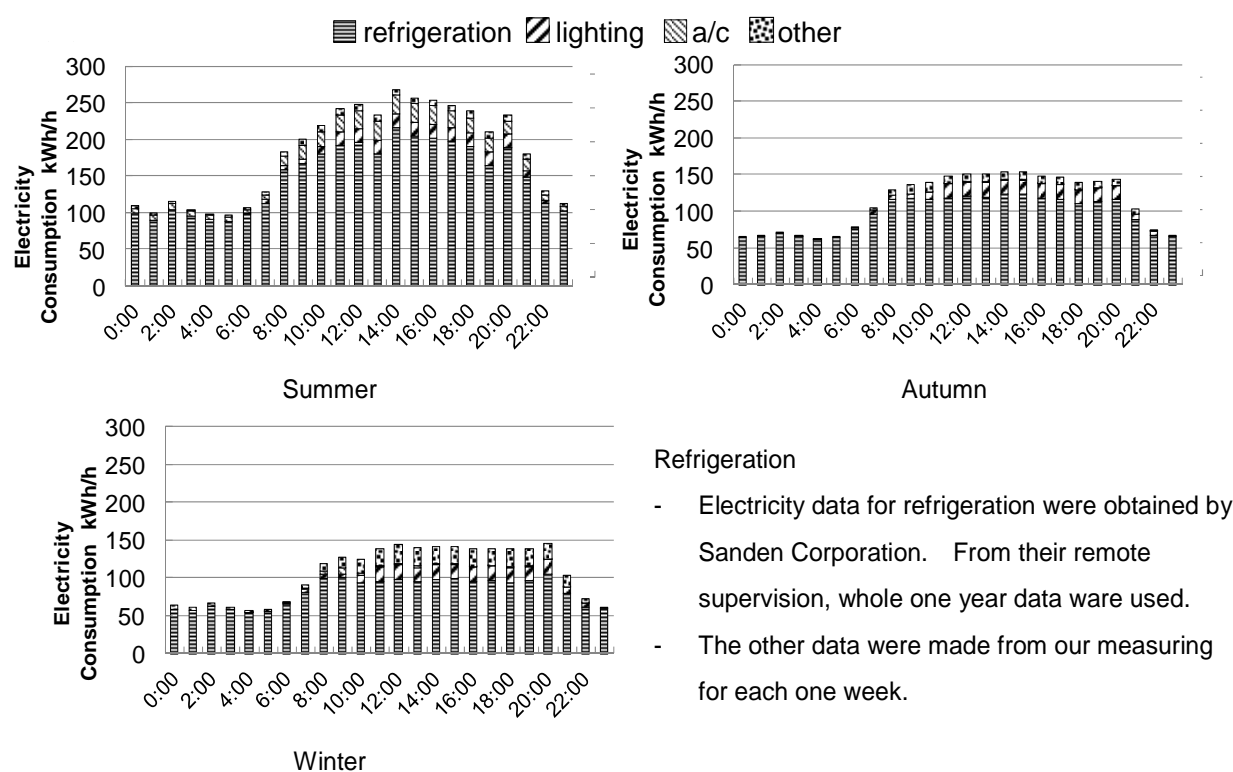 refrigeration lighting a/c other
300
250
200
150
100
50
0
Electricity
Consumption kWh/h
0:00 2:00 4:00 6:00 8:00 10:00 12:00 14:00 16:00 18:00 20:00 22:00
Summer
300
250
200
150
100
50
0
Electricity
Consumption kWh/h
0:00 2:00 4:00 6:00 8:00 10:00 12:00 14:00 16:00 18:00 20:00 22:00
Autumn
300
250
200
150
100
50
0
Electricity
Consumption kWh/h
0:00 2:00 4:00 6:00 8:00 10:00 12:00 14:00 16:00 18:00 20:00 22:00
Winter
Refrigeration
- Electricity data for refrigeration were obtained by
Sanden Corporation. From their remote
supervision, whole one year data ware used.
- The other data were made from our measuring
for each one week.